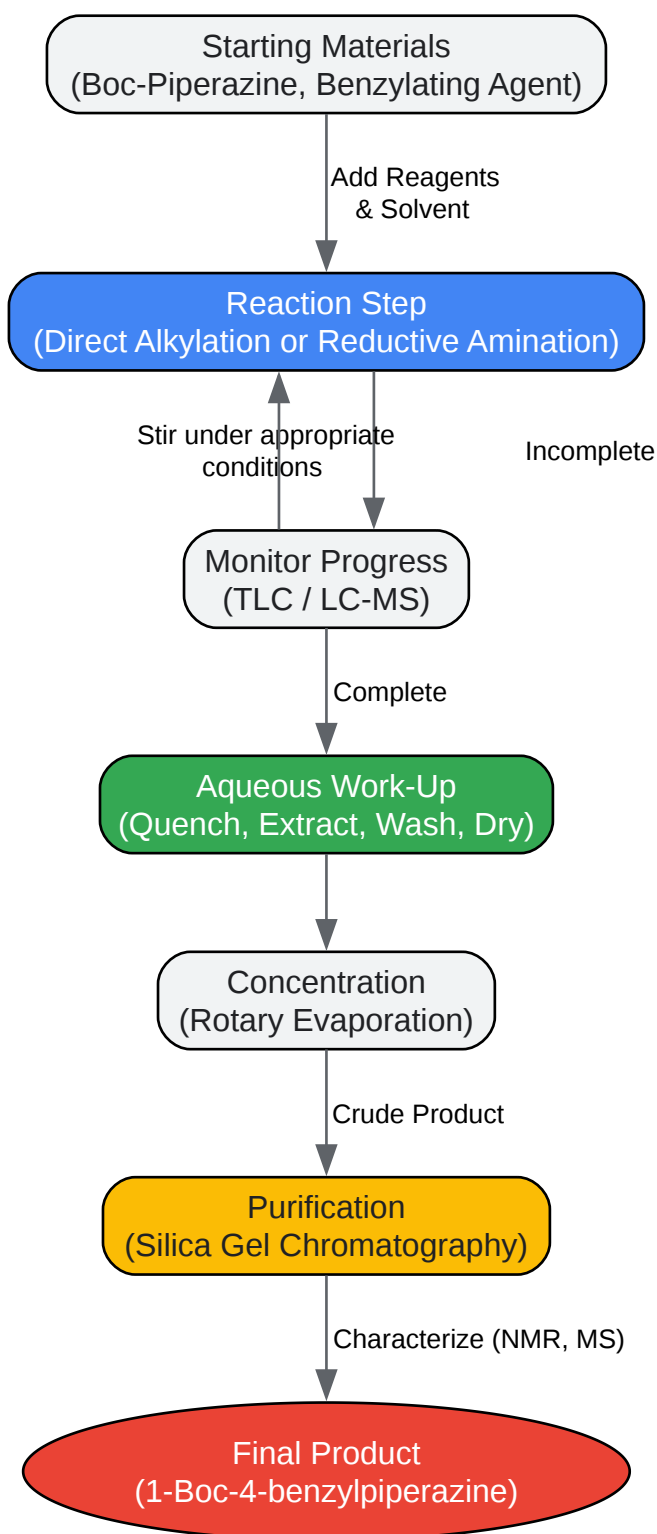 Starting Materials
(Boc-Piperazine, Benzylating Agent)
Add Reagents
& Solvent
Reaction Step
(Direct Alkylation or Reductive Amination)
Stir under appropriate
conditions
Incomplete
Monitor Progress
(TLC / LC-MS)
Complete
Aqueous Work-Up
(Quench, Extract, Wash, Dry)
Concentration
(Rotary Evaporation)
Crude Product
Purification
(Silica Gel Chromatography)
Characterize (NMR, MS)
Final Product
(1-Boc-4-benzylpiperazine)